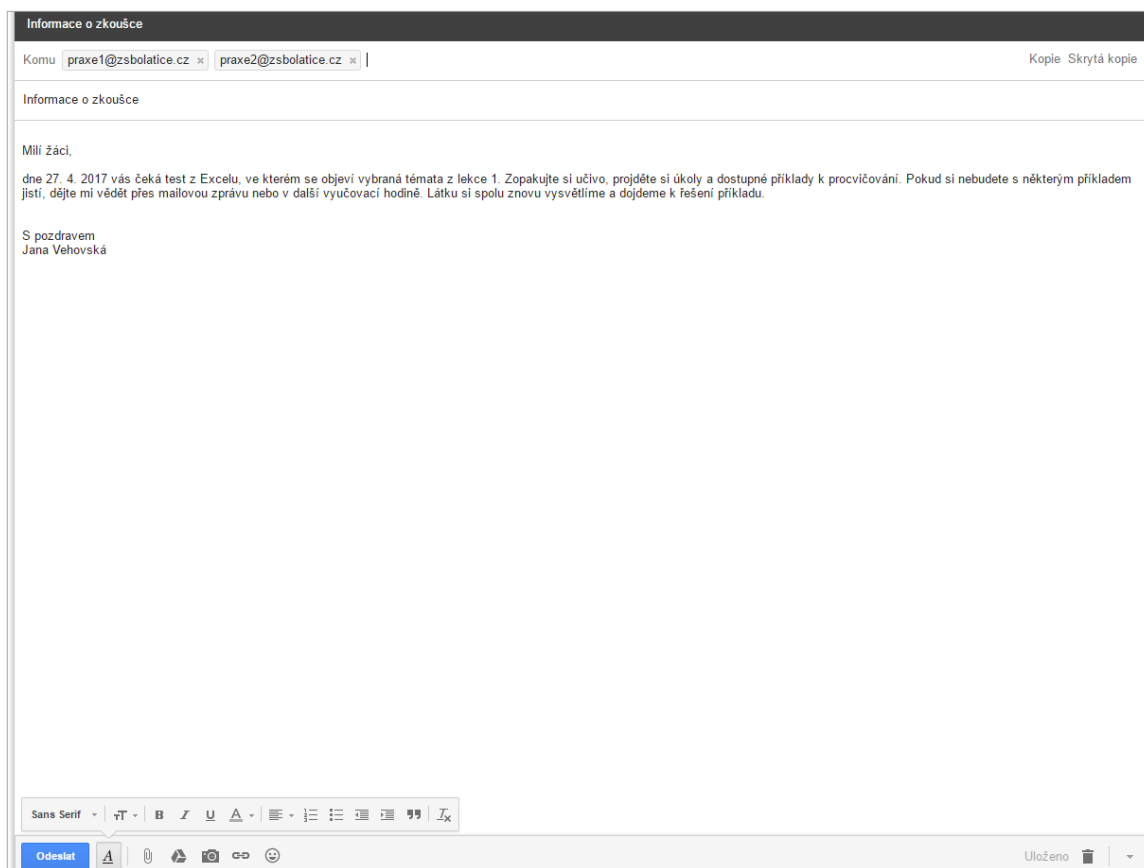 Informace o zkoušce
Komu praxe1@zsbolatice.cz × praxe2@zsbolatice.cz × Kopie Skrytá kopie
Informace o zkoušce
Milí žáci,
dne 27. 4. 2017 vás čeká test z Excelu, ve kterém se objeví vybraná témata z lekce 1. Zopakujte si učivo, projděte si úkoly a dostupné příklady k procvičování. Pokud si nebudete s některým příkladem
jistí, dějte mi vědět přes mailovou zprávu nebo v další vyučovací hodině. Látku si spolu znovu vysvětlíme a dojdeme k řešení příkladu.
S pozdravem
Jana Vehovská
Sans Serif
Odeslat Uloženo